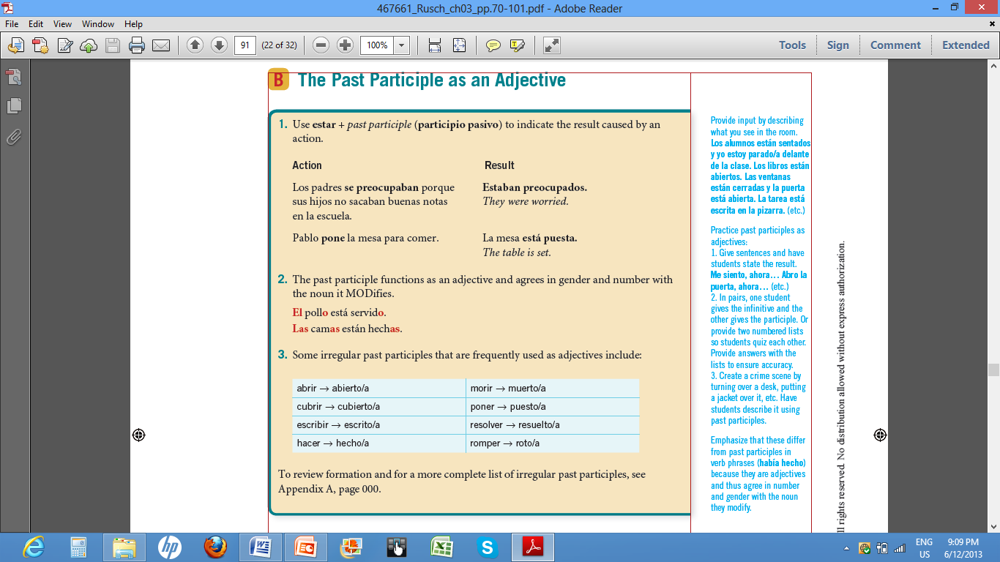 467661_Rusch_ch03_pp.70-101.pdf - Adobe Reader
File Edit View Window Help
91 (22 of 32) 100% Tools Sign Comment Extended
B The Past Participle as an Adjective
1. Use estar + past participle (participio pasivo) to indicate the result caused by an
action.
Action Result
Los padres se preocupaban porque
sus hijos no sacaban buenas notas
en la escuela.
Estaban preocupados.
They were worried.
Pablo pone la mesa para comer.
La mesa está puesta.
The table is set.
2. The past participle functions as an adjective and agrees in gender and number with
the noun it MODifies.
El pollo está servido.
Las camas están hechas.
3. Some irregular past participles that are frequently used as adjectives include:
abrir → abierto/a morir → muerto/a
cubrir → cubierto/a poner → puesto/a
escribir → escrito/a resolver → resuelto/a
hacer → hecho/a romper → roto/a
To review formation and for a more complete list of irregular past participles, see
Appendix A, page 000.
Provide input by describing
what you see in the room.
Los alumnos están sentados
y yo estoy parado/a delante
de la clase. Los libros están
abiertos. Las ventanas
están cerradas y la puerta
está abierta. La tarea está
escrita en la pizarra. (etc.)
Practice past participles as
adjectives:
1. Give sentences and have
students state the result.
Me siento, ahora… Abro la
puerta, ahora… (etc.)
2. In pairs, one student
gives the infinitive and the
other gives the participle. Or
provide two numbered lists
so students quiz each other.
Provide answers with the
lists to ensure accuracy.
3. Create a crime scene by
turning over a desk, putting
a jacket over it, etc. Have
students describe it using
past participles.
Emphasize that these differ
from past participles in
verb phrases (había hecho)
because they are adjectives
and thus agree in number
and gender with the noun
they modify.
ll rights reserved. No distribution allowed without express authorization.
hp
ENG 9:09 PM
US 6/12/2013